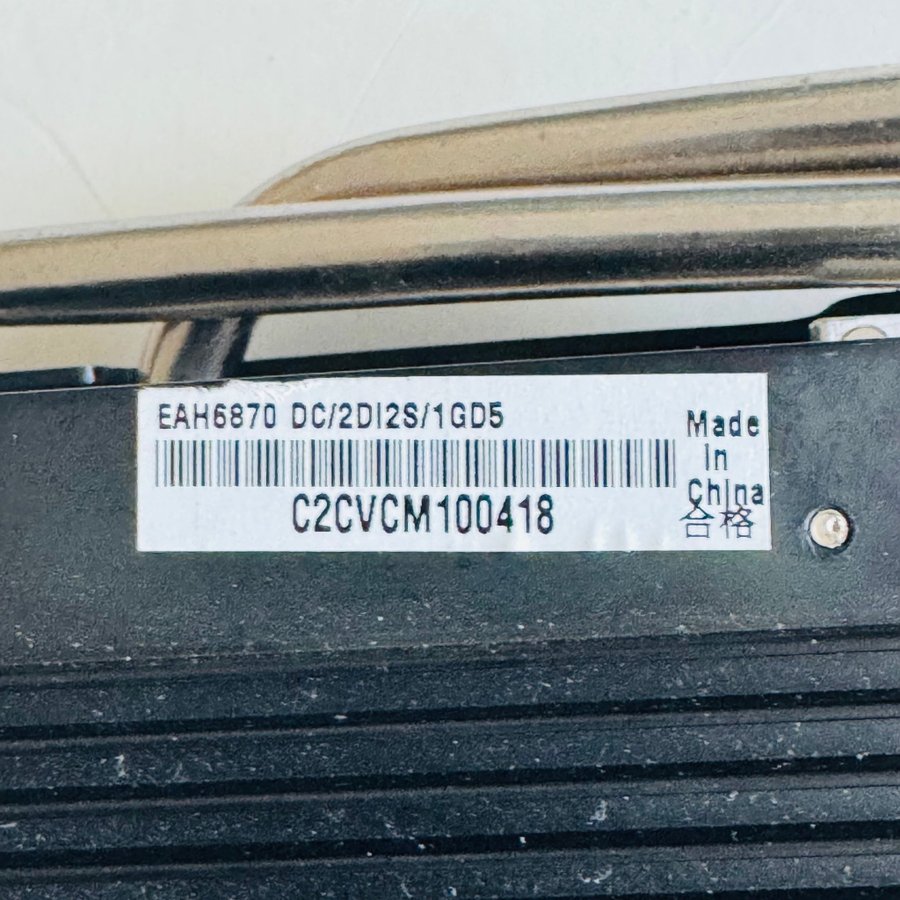 EAH6870 DC/2DI2S/1GD5
C2CVCM100418
Made
in
China
合格